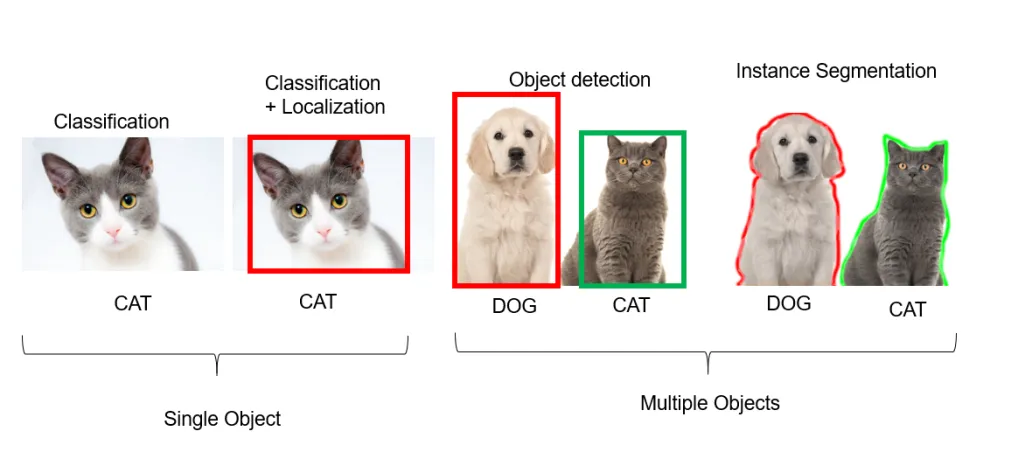 Classification
Classification
+ Localization
Object detection
Instance Segmentation
CAT
CAT
DOG
CAT
DOG
CAT
Single Object
Multiple Objects